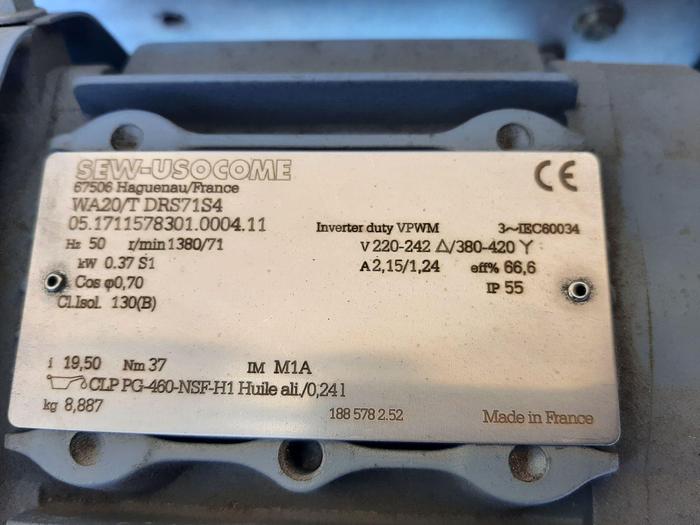 SEW-USOCOME
67506 Haguenau/France
WA20/T DRS71S4
05.1711578301.0004.11
Inverter duty VPWM 3~IEC60034
Hz 50 r/min 1380/71 V 220-242 △/380-420 Y
kW 0.37 S1 A 2,15/1,24 eff% 66,6
Cos φ0,70 IP 55
Cl.Isol. 130(B)
i 19,50 Nm 37 IM M1A
CLP PG-460-NSF-H1 Huile ali./0,24 l
kg 8,887 188 578 2.52 Made in France
CE